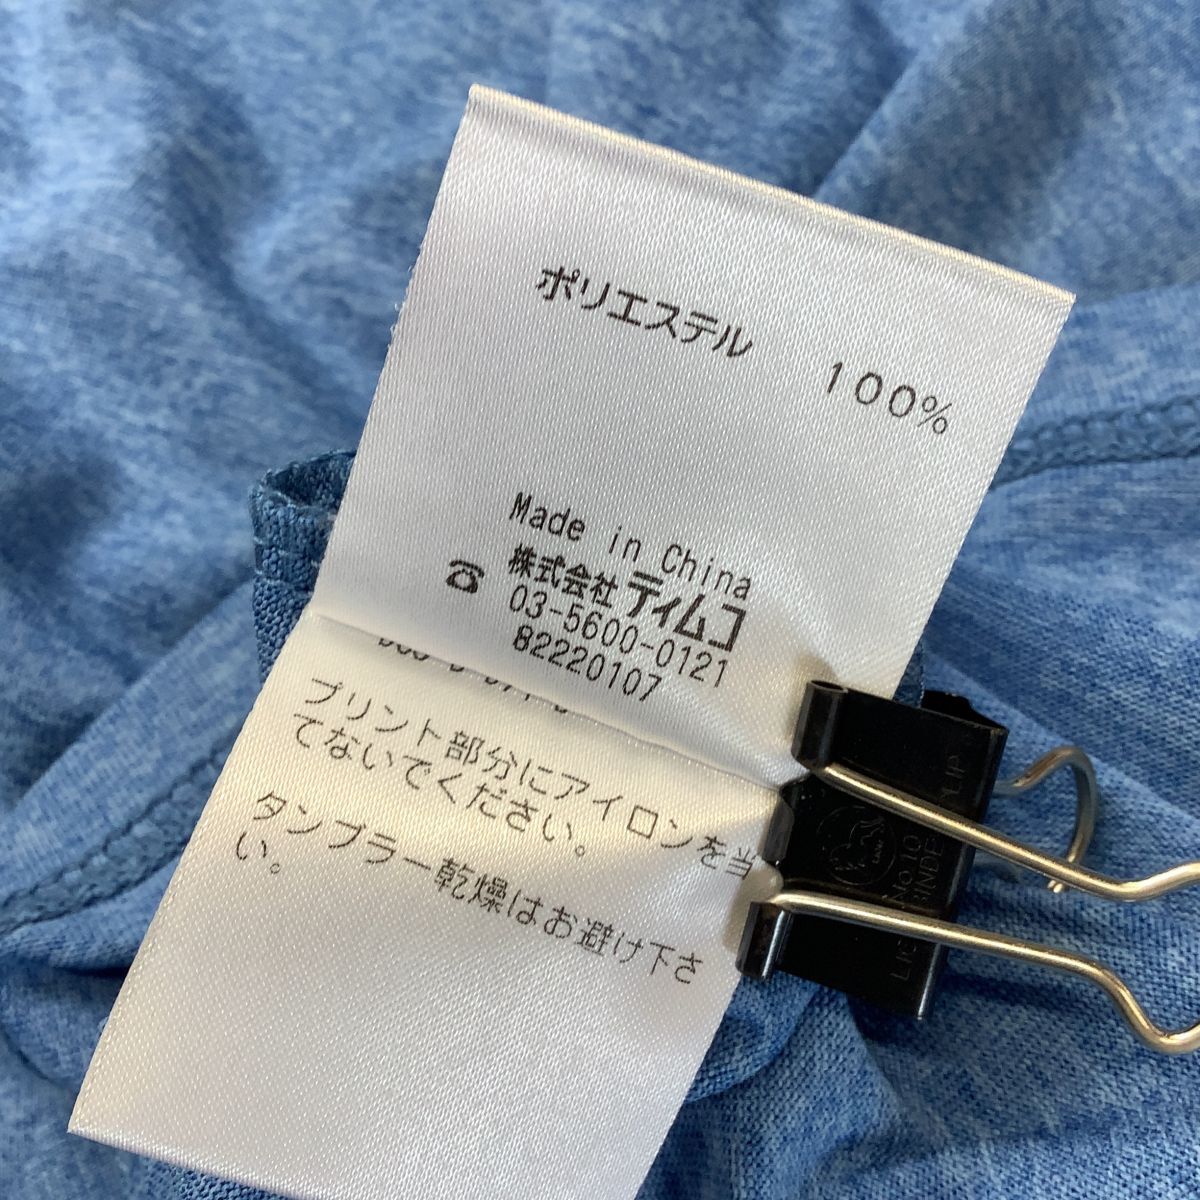 ポリエステル 100%
Made in China
株式会社 ティムコ
☎ 03-5600-0121
82220107
プリント部分にアイロンを当
てないでください。
タンブラー乾燥はお避け下さ
い。
No.10